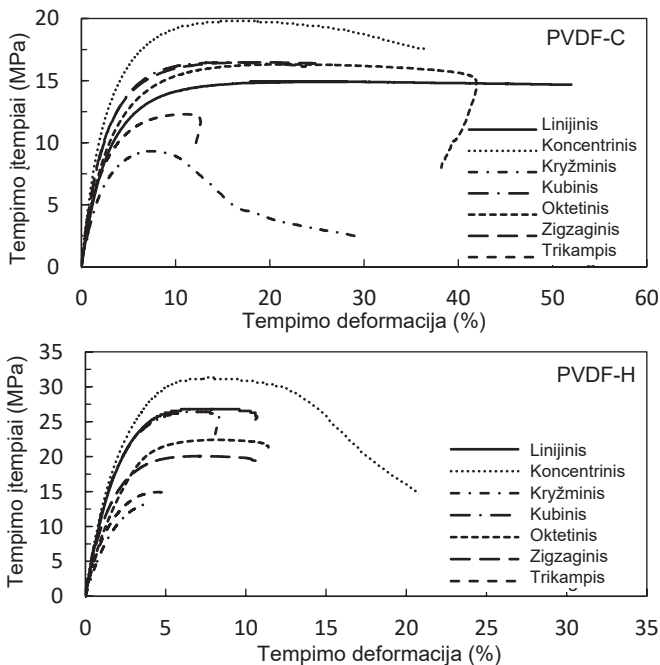 20
PVDF-C
15
10
5
0
Tempimo įtempiai (MPa)
Linijinis
Koncentrinis
Kryžminis
Kubinis
Oktetinis
Zigzaginis
Trikampis
0 10 20 30 40 50 60
Tempimo deformacija (%)
35
PVDF-H
30
25
20
15
10
5
0
Tempimo įtempiai (MPa)
Linijinis
Koncentrinis
Kryžminis
Kubinis
Oktetinis
Zigzaginis
Trikampis
0 5 10 15 20 25 30 35
Tempimo deformacija (%)